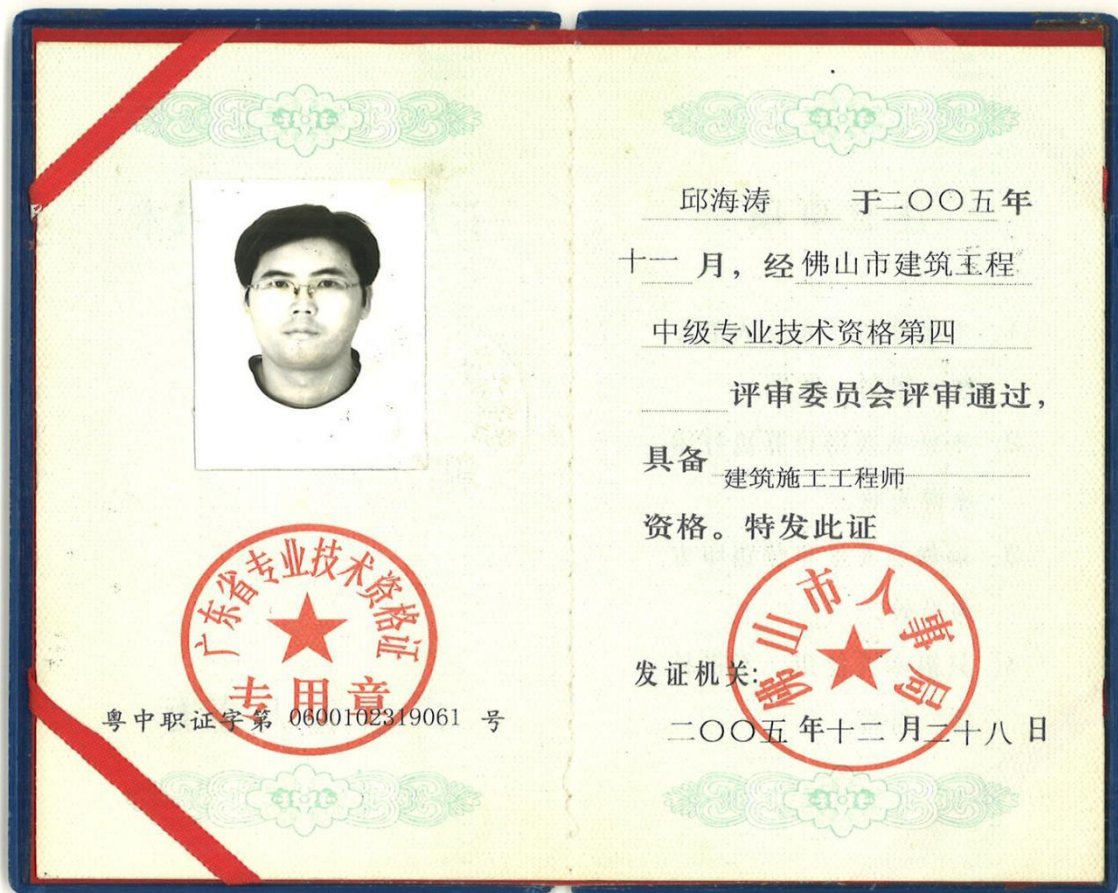 广东省专业技术资格证
专用章
粤中职证字第 0600102319061 号
邱海涛 于二〇〇五年
十一月，经佛山市建筑工程
中级专业技术资格第四
评审委员会评审通过，
具备 建筑施工工程师
资格。特发此证
佛山市人事局
发证机关：
二〇〇五年十二月二十八日